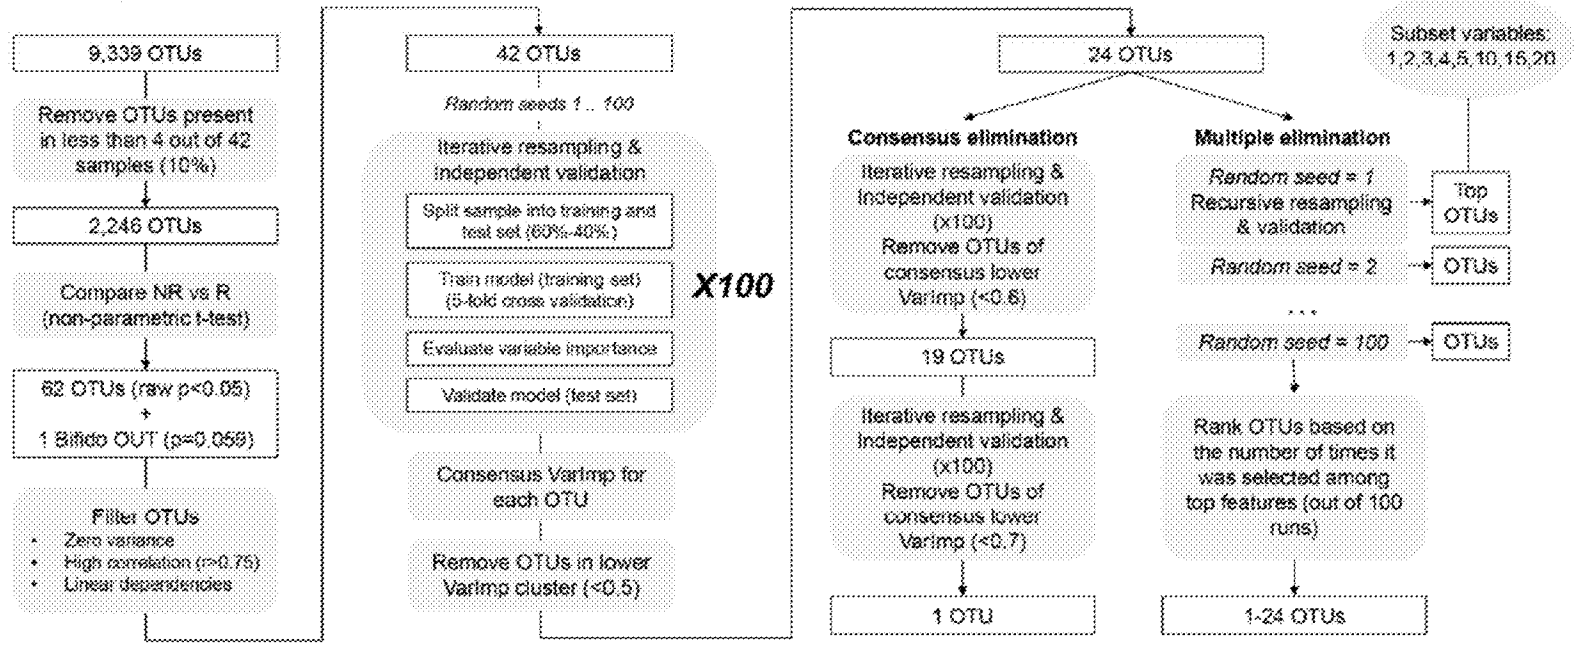 9,339 OTUs
Remove OTUs present
in less than 4 out of 42
samples (10%)
2,246 OTUs
Compare NR vs R
(non-parametric t-test)
62 OTUs (raw p<0.05)
+
1 Bifido OUT (p=0.059)
Filter OTUs
• Zero variance
• High correlation (r>0.75)
• Linear dependencies
42 OTUs
Random seeds 1 .. 100
Iterative resampling &
Independent validation
Split sample into training and
test set (60%-40%)
Train model (training set)
(5-fold cross validation)
Evaluate variable importance
Validate model (test set)
X100
Consensus VarImp for
each OTU
Remove OTUs in lower
VarImp cluster (<0.5)
24 OTUs
Consensus elimination
Iterative resampling &
Independent validation
(x100)
Remove OTUs of
consensus lower
VarImp (<0.6)
19 OTUs
Iterative resampling &
Independent validation
(x100)
Remove OTUs of
consensus lower
VarImp (<0.7)
1 OTU
Multiple elimination
Random seed = 1
Recursive resampling
& validation
Random seed = 2
...
Random seed = 100
Rank OTUs based on
the number of times it
was selected among
top features (out of 100
runs)
1-24 OTUs
Subset variables:
1,2,3,4,5,10,15,20
Top
OTUs
OTUs
OTUs